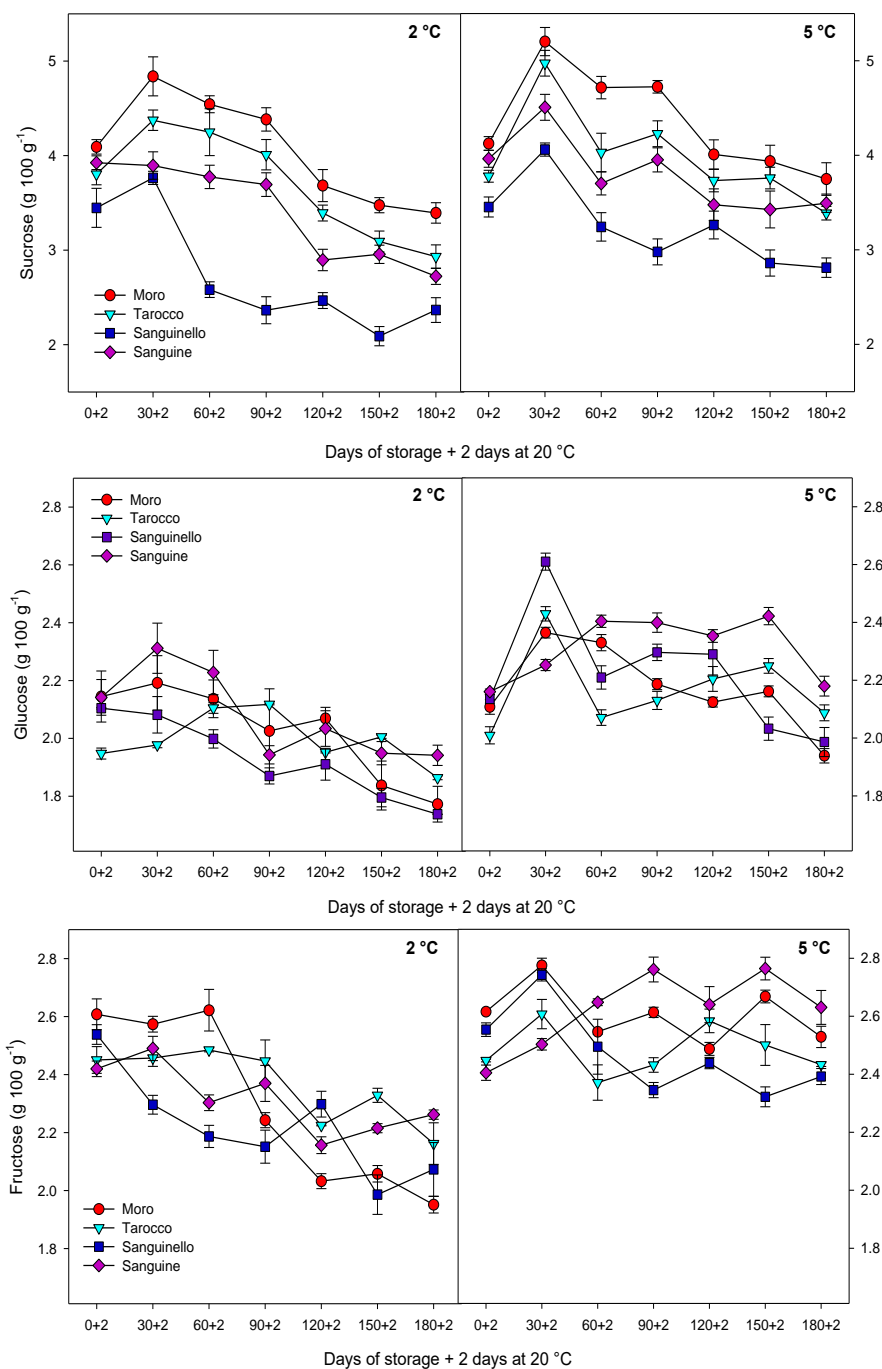 2 °C
5 °C
Sucrose (g 100 g⁻¹)
5
4
3
2
5
4
3
2
Moro
Tarocco
Sanguinello
Sanguine
0+2 30+2 60+2 90+2 120+2 150+2 180+2
0+2 30+2 60+2 90+2 120+2 150+2 180+2
Days of storage + 2 days at 20 °C
2 °C
5 °C
Glucose (g 100 g⁻¹)
2.8
2.6
2.4
2.2
2.0
1.8
2.8
2.6
2.4
2.2
2.0
1.8
Moro
Tarocco
Sanguinello
Sanguine
0+2 30+2 60+2 90+2 120+2 150+2 180+2
0+2 30+2 60+2 90+2 120+2 150+2 180+2
Days of storage + 2 days at 20 °C
2 °C
5 °C
Fructose (g 100 g⁻¹)
2.8
2.6
2.4
2.2
2.0
1.8
2.8
2.6
2.4
2.2
2.0
1.8
Moro
Tarocco
Sanguinello
Sanguine
0+2 30+2 60+2 90+2 120+2 150+2 180+2
0+2 30+2 60+2 90+2 120+2 150+2 180+2
Days of storage + 2 days at 20 °C